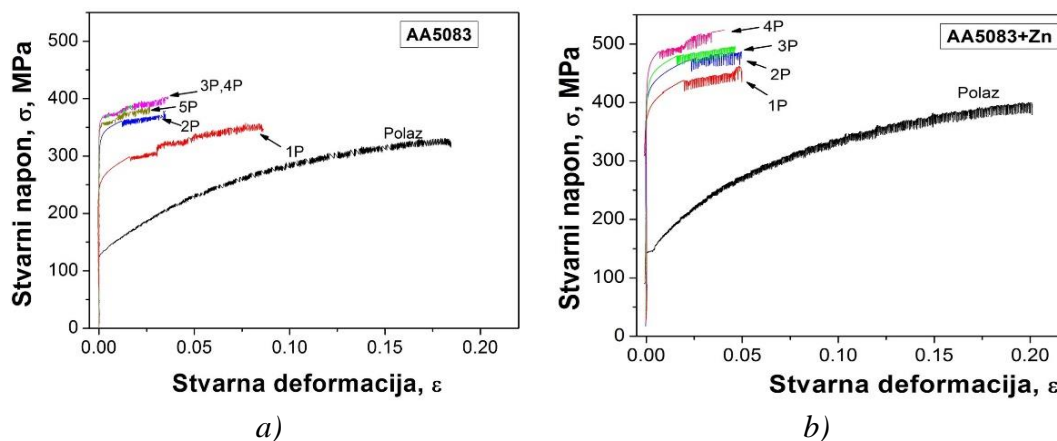 AA5083
Stvarni napon, σ, MPa
500
400
300
200
100
0
3P,4P
5P
2P
1P
Polaz
0.00
0.05
0.10
0.15
0.20
Stvarna deformacija, ε
a)
AA5083+Zn
Stvarni napon, σ, MPa
500
400
300
200
100
0
4P
3P
2P
1P
Polaz
0.00
0.05
0.10
0.15
0.20
Stvarna deformacija, ε
b)